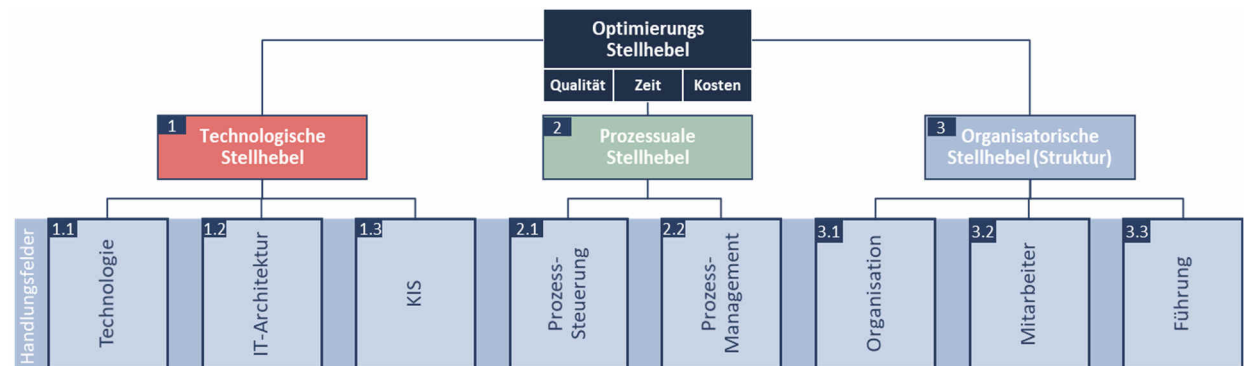 Optimierungs
Stellhebel
Qualität Zeit Kosten
1
Technologische
Stellhebel
2
Prozessuale
Stellhebel
3
Organisatorische
Stellhebel (Struktur)
Handlungsfelder
1.1
Technologie
1.2
IT-Architektur
1.3
KIS
2.1
Prozess-
Steuerung
2.2
Prozess-
Management
3.1
Organisation
3.2
Mitarbeiter
3.3
Führung